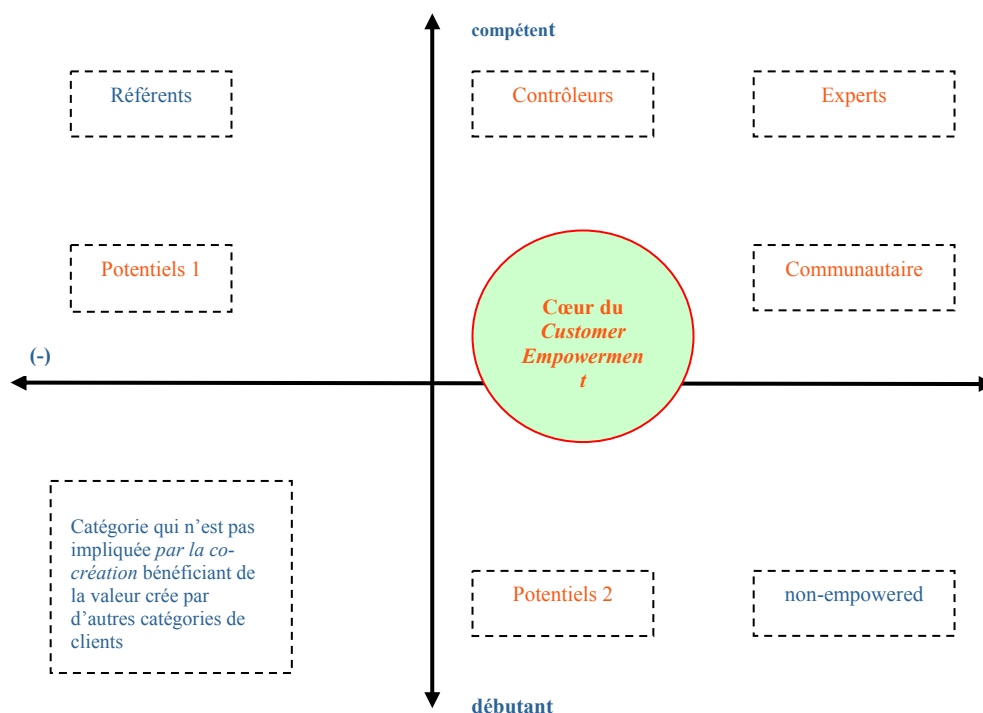 compétent
Référents
Contrôleurs
Experts
Potentiels 1
Communautaire
Cœur du
Customer
Empowermen
t
(-)
Catégorie qui n’est pas
impliquée par la co-
création bénéficiant de
la valeur crée par
d’autres catégories de
clients
Potentiels 2
non-empowered
débutant